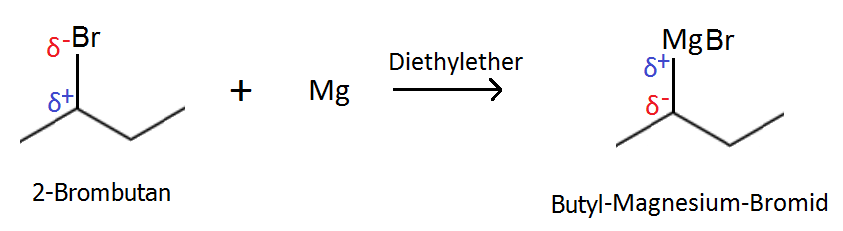 δ-Br
δ+
+
Mg
Diethylether
MgBr
δ+
δ-
2-Brombutan
Butyl-Magnesium-Bromid